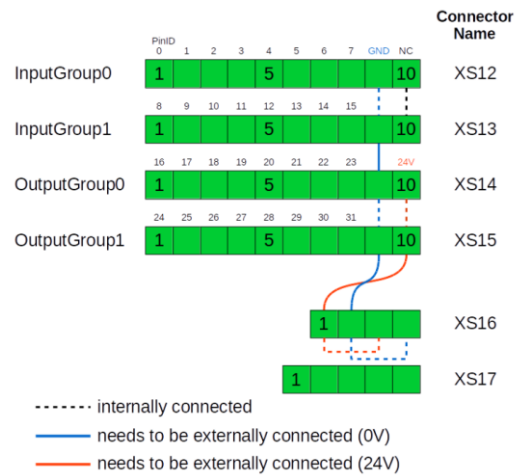 Connector
Name
PinID
0 1 2 3 4 5 6 7 GND NC
InputGroup0 1 5 10 XS12
8 9 10 11 12 13 14 15
InputGroup1 1 5 10 XS13
16 17 18 19 20 21 22 23 24V
OutputGroup0 1 5 10 XS14
24 25 26 27 28 29 30 31
OutputGroup1 1 5 10 XS15
1 XS16
1 XS17
internally connected
needs to be externally connected (0V)
needs to be externally connected (24V)